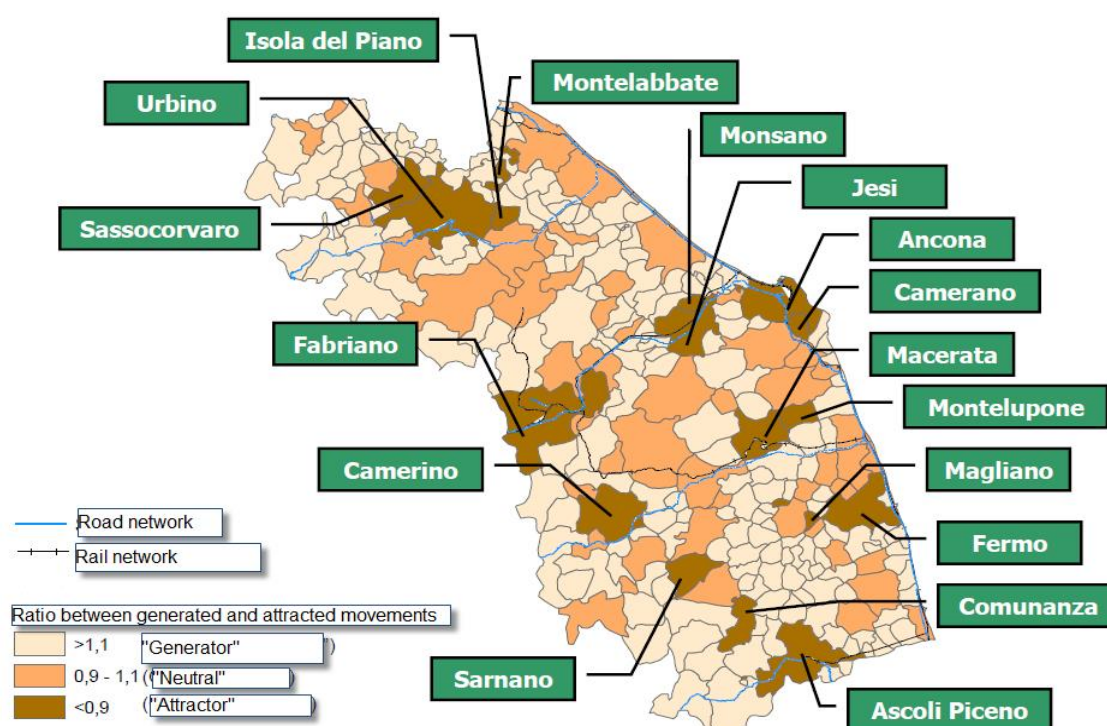 Isola del Piano
Montelabbate
Urbino
Monsano
Jesi
Sassocorvaro
Ancona
Camerano
Fabriano
Macerata
Montelupone
Camerino
Magliano
Road network
Rail network
Fermo
Ratio between generated and attracted movements
Comunanza
>1,1 "Generator" ")
0,9 - 1,1 ("Neutral" )
Sarnano
<0,9 ("Attractor" )
Ascoli Piceno